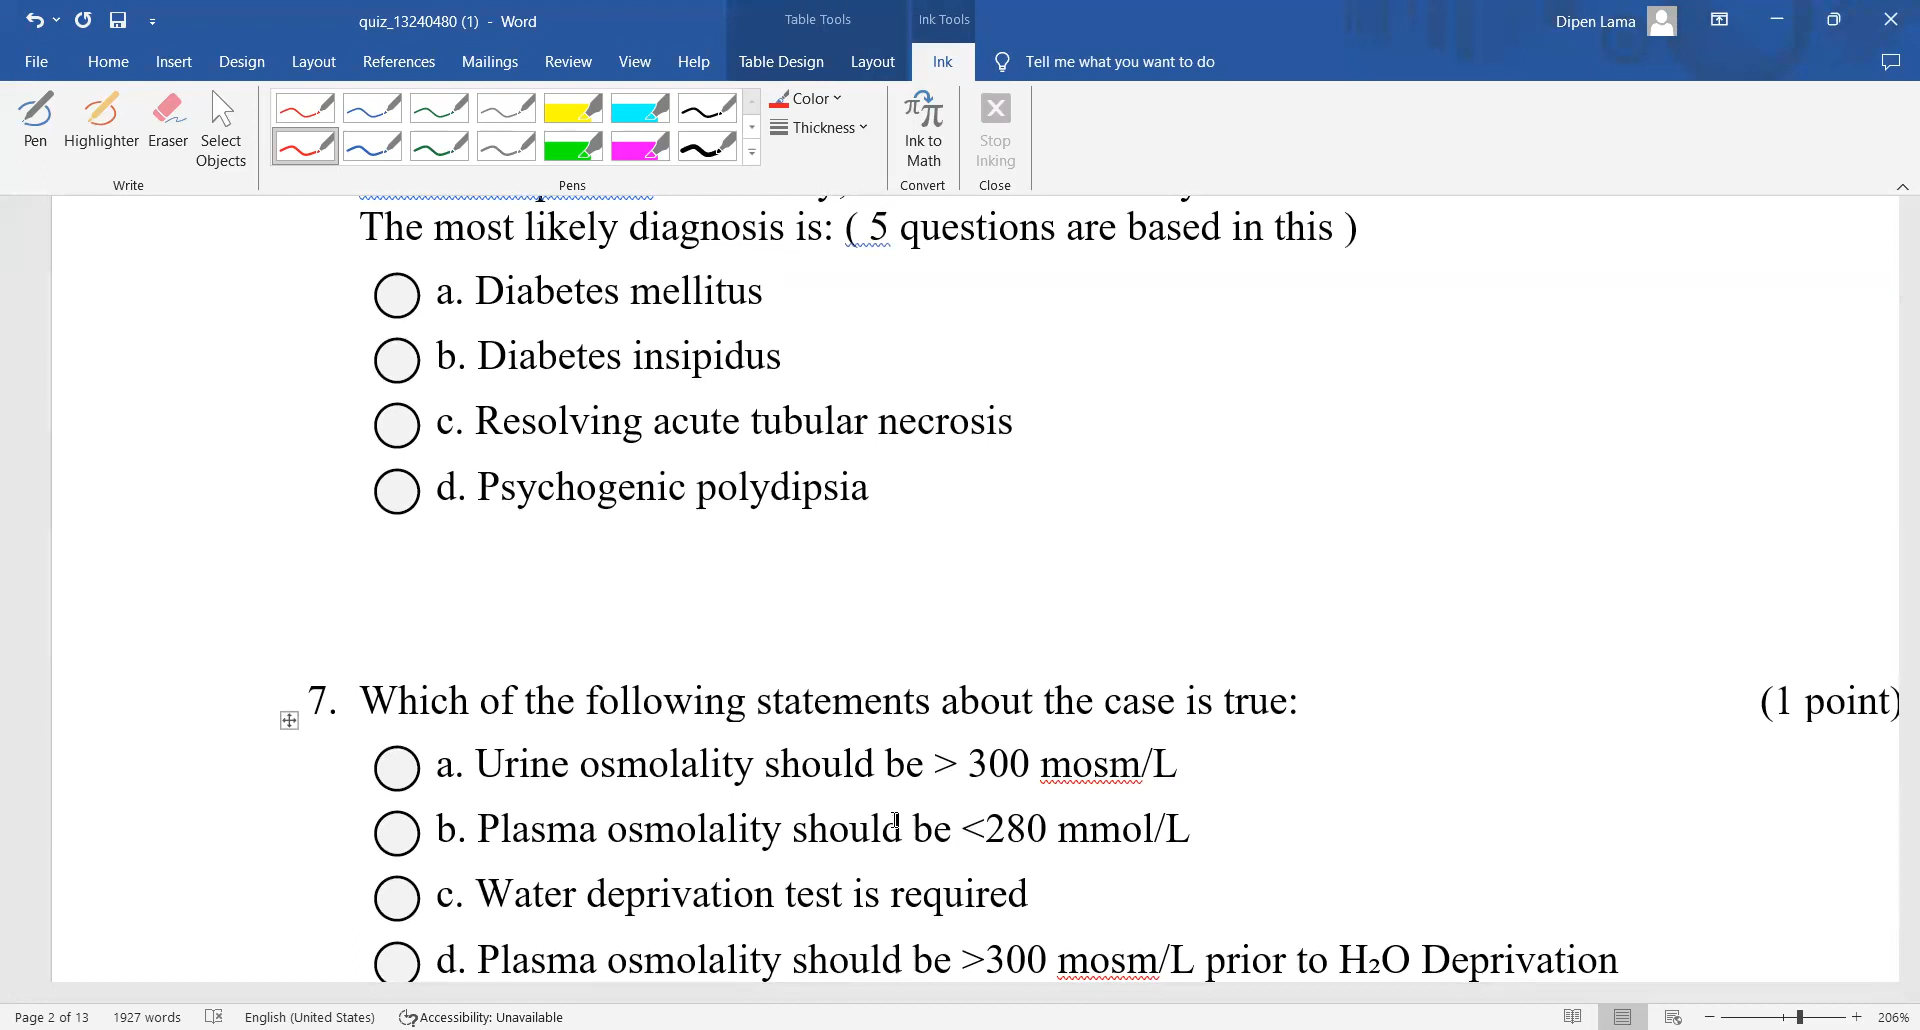 quiz_13240480 (1) - Word
Table Tools
Ink Tools
Dipen Lama
File
Home
Insert
Design
Layout
References
Mailings
Review
View
Help
Table Design
Layout
Ink
Tell me what you want to do
Pen
Highlighter
Eraser
Select
Objects
Color
Thickness
Ink to
Math
Stop
Inking
Write
Pens
Convert
Close
The most likely diagnosis is: ( 5 questions are based in this )
a. Diabetes mellitus
b. Diabetes insipidus
c. Resolving acute tubular necrosis
d. Psychogenic polydipsia
7. Which of the following statements about the case is true: (1 point)
a. Urine osmolality should be > 300 mosm/L
b. Plasma osmolality should be <280 mmol/L
c. Water deprivation test is required
d. Plasma osmolality should be >300 mosm/L prior to H₂O Deprivation
Page 2 of 13
1927 words
English (United States)
Accessibility: Unavailable
206%